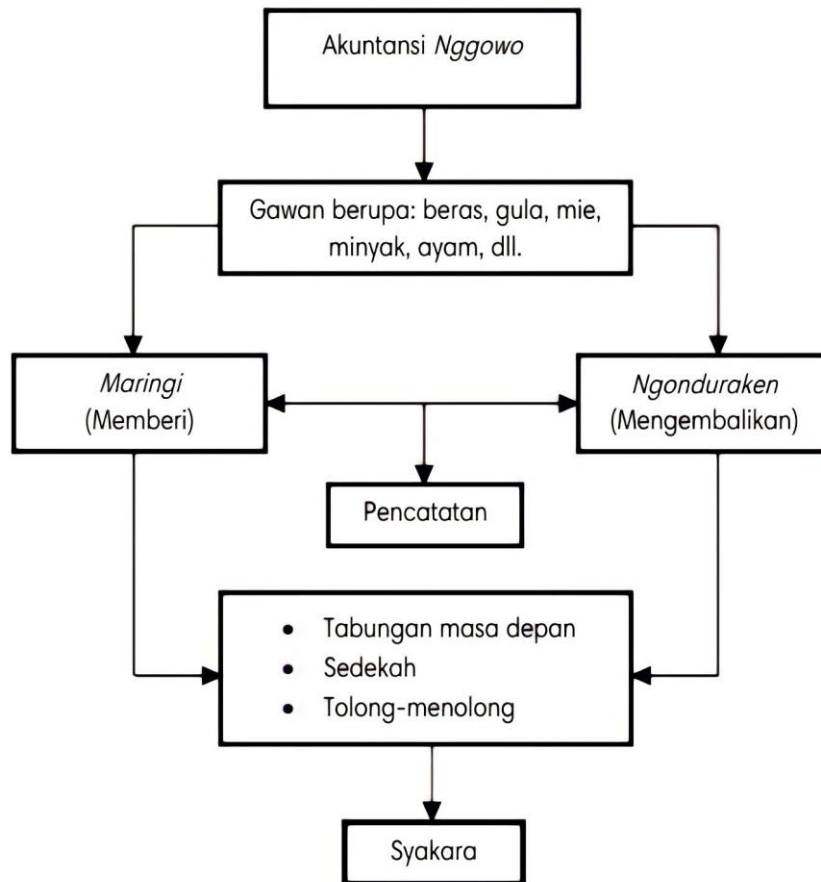 Akuntansi Nggowo
Gawan berupa: beras, gula, mie,
minyak, ayam, dll.
Maringi
(Memberi)
Ngonduraken
(Mengembalikan)
Pencatatan
• Tabungan masa depan
• Sedekah
• Tolong-menolong
Syakara